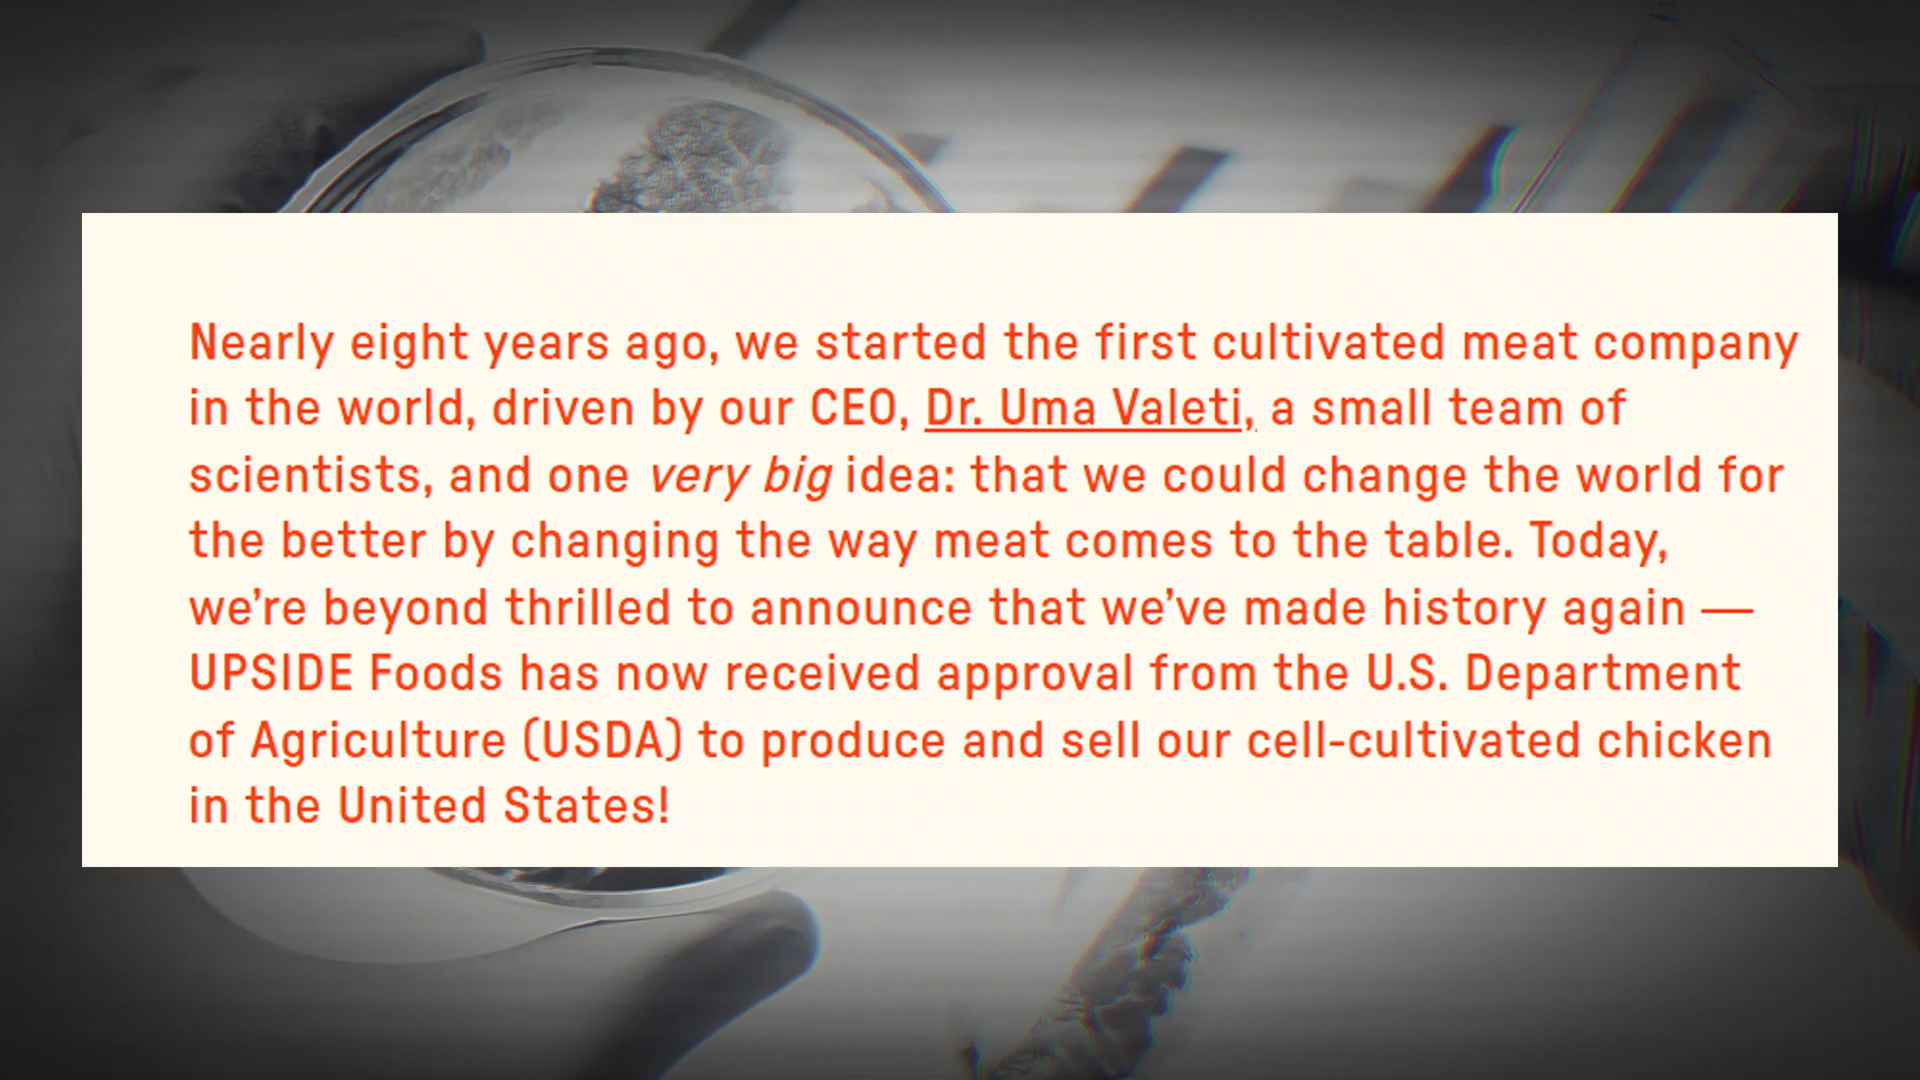 Nearly eight years ago, we started the first cultivated meat company
in the world, driven by our CEO, Dr. Uma Valeti, a small team of
scientists, and one very big idea: that we could change the world for
the better by changing the way meat comes to the table. Today,
we’re beyond thrilled to announce that we’ve made history again —
UPSIDE Foods has now received approval from the U.S. Department
of Agriculture (USDA) to produce and sell our cell-cultivated chicken
in the United States!